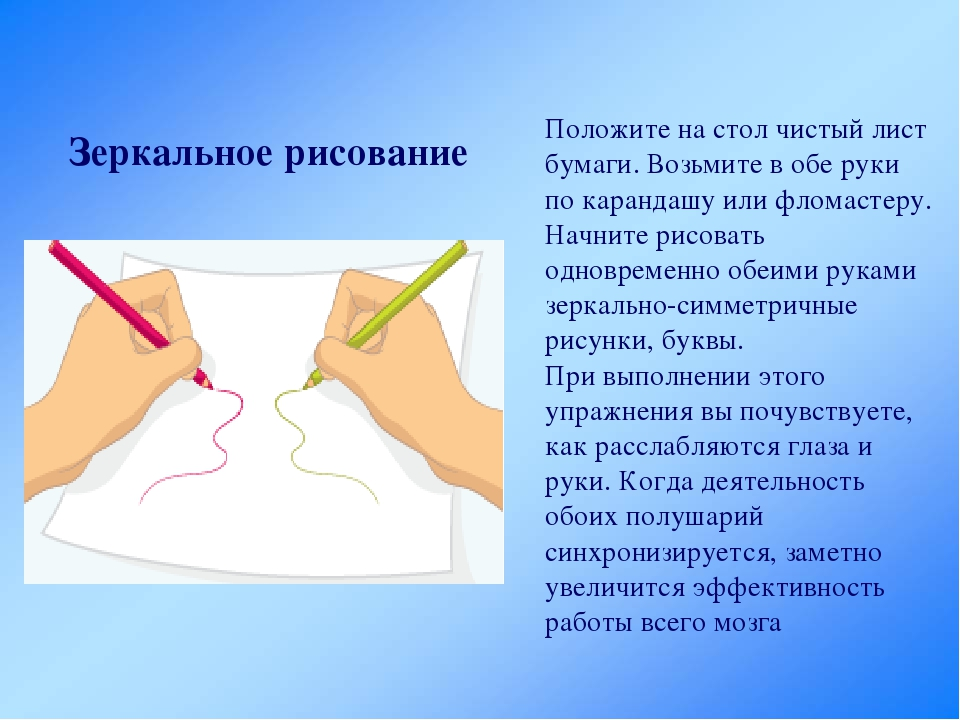 Зеркальное рисование
Положите на стол чистый лист
бумаги. Возьмите в обе руки
по карандашу или фломастеру.
Начните рисовать
одновременно обеими руками
зеркально-симметричные
рисунки, буквы.
При выполнении этого
упражнения вы почувствуете,
как расслабляются глаза и
руки. Когда деятельность
обоих полушарий
синхронизируется, заметно
увеличится эффективность
работы всего мозга